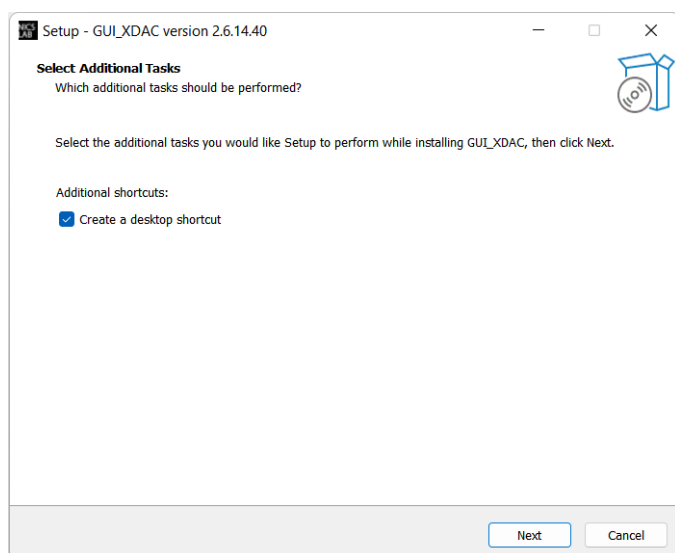 NICS
LAB
Setup - GUI_XDAC version 2.6.14.40
Select Additional Tasks
Which additional tasks should be performed?
Select the additional tasks you would like Setup to perform while installing GUI_XDAC, then click Next.
Additional shortcuts:
Create a desktop shortcut
Next
Cancel